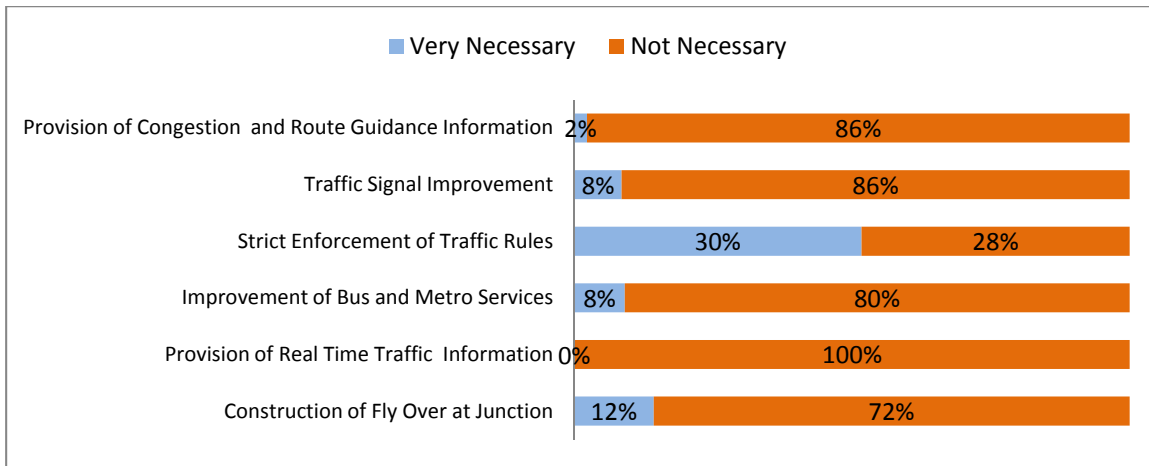 Very Necessary Not Necessary
Provision of Congestion and Route Guidance Information 2% 86%
Traffic Signal Improvement 8% 86%
Strict Enforcement of Traffic Rules 30% 28%
Improvement of Bus and Metro Services 8% 80%
Provision of Real Time Traffic Information 0% 100%
Construction of Fly Over at Junction 12% 72%